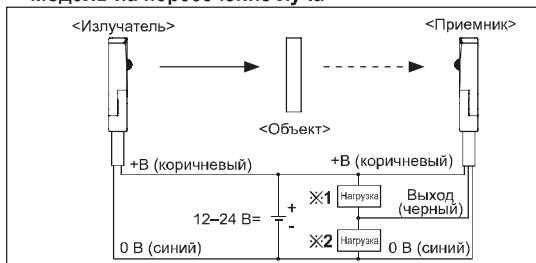 Модель на пересечение луча
<Излучатель>
<Приемник>
<Объект>
+В (коричневый)
+В (коричневый)
※1 Нагрузка
Выход
(черный)
12–24 В=
+
-
※2 Нагрузка
0 В (синий)
0 В (синий)